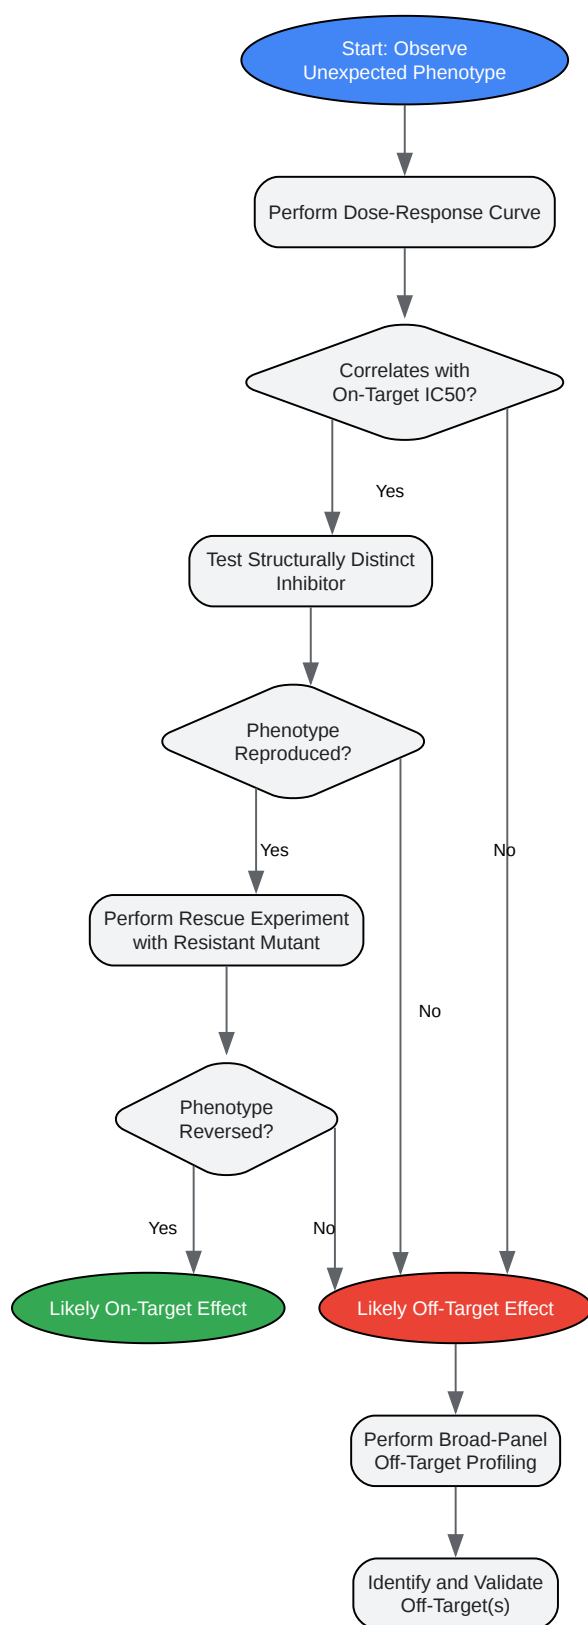 Start: Observe
Unexpected Phenotype
Perform Dose-Response Curve
Correlates with
On-Target IC50?
Yes
Test Structurally Distinct
Inhibitor
Phenotype
Reproduced?
Yes
No
Perform Rescue Experiment
with Resistant Mutant
No
Phenotype
Reversed?
Yes
No
Likely On-Target Effect
Likely Off-Target Effect
Perform Broad-Panel
Off-Target Profiling
Identify and Validate
Off-Target(s)